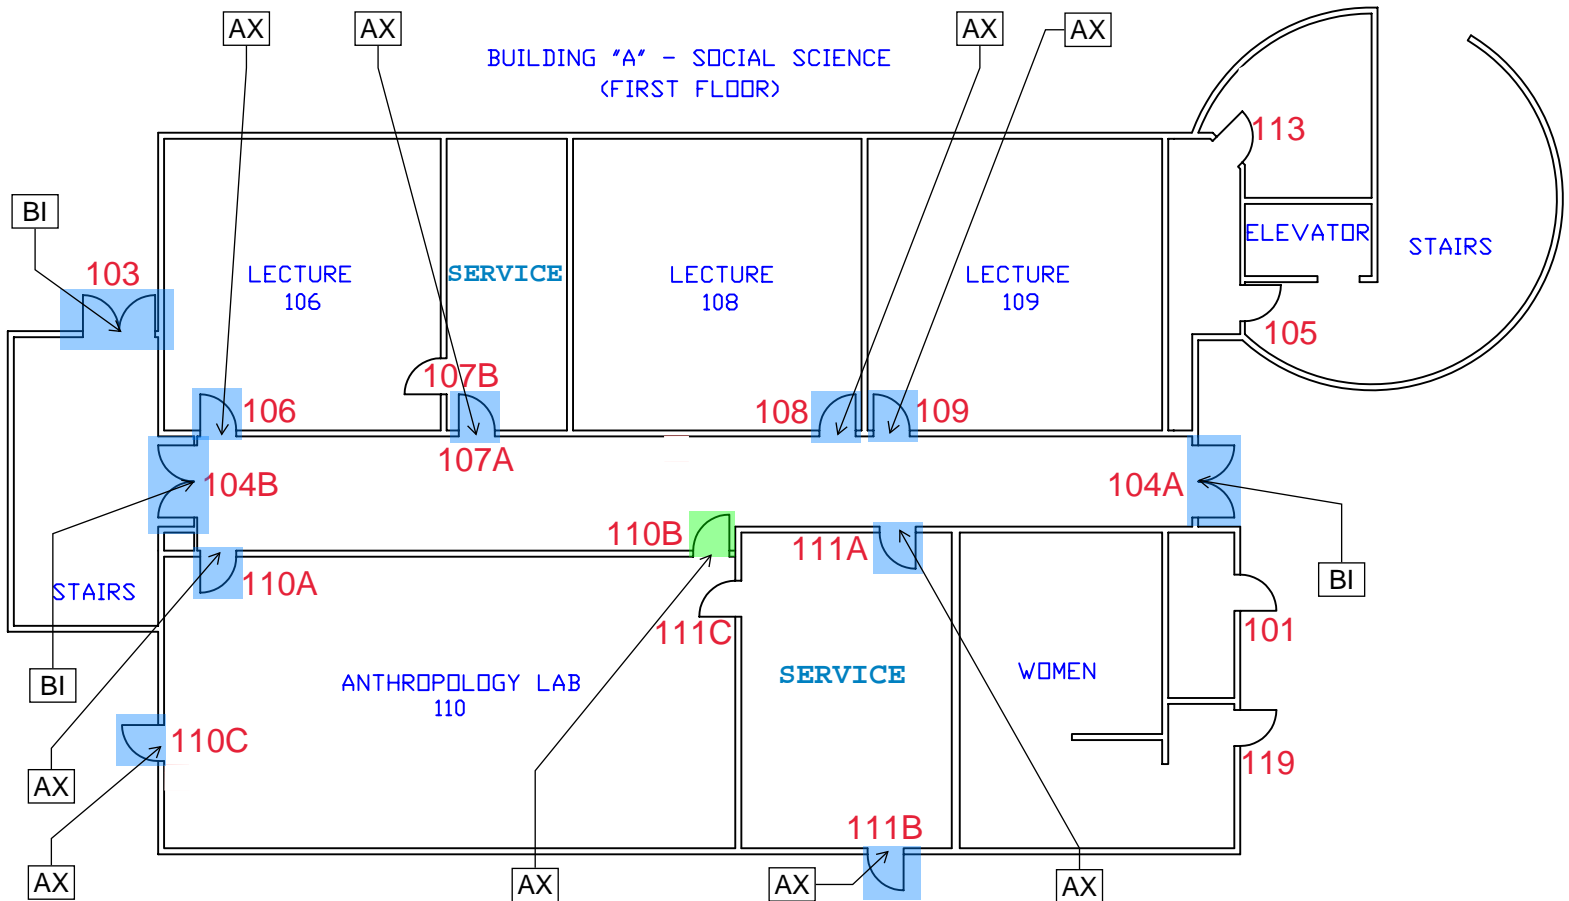 AX
AX
AX
AX
BUILDING "A" - SOCIAL SCIENCE
(FIRST FLOOR)
113
BI
ELEVATOR
STAIRS
103
LECTURE
106
SERVICE
LECTURE
108
LECTURE
109
105
107B
106
108
109
107A
104B
104A
110B
111A
110A
STAIRS
BI
111C
101
BI
ANTHROPOLOGY LAB
110
SERVICE
WOMEN
110C
119
AX
111B
AX
AX
AX
AX